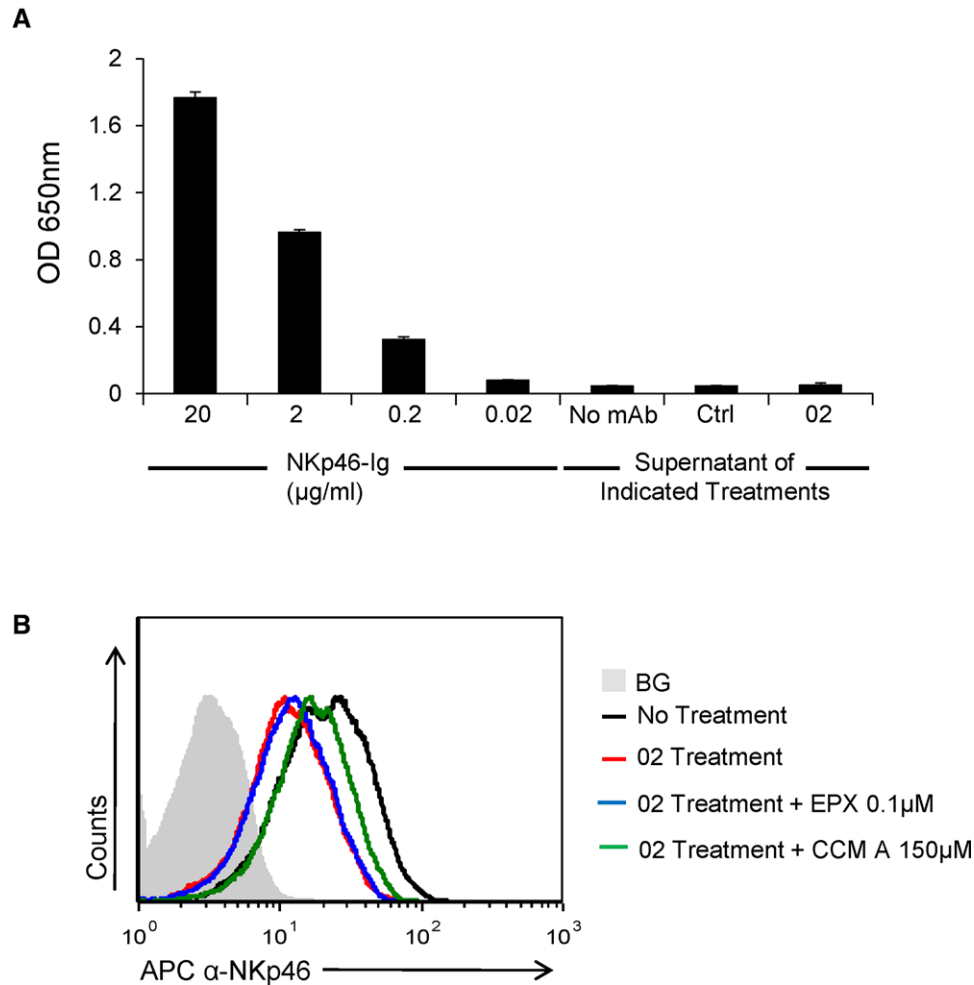 A
2
1.6
1.2
0.8
0.4
0
OD 650nm
20 2 0.2 0.02 No mAb Ctrl 02
NKp46-Ig
(µg/ml)
Supernatant of
Indicated Treatments
B
Counts
10⁰ 10¹ 10² 10³
APC α-NKp46
BG
No Treatment
02 Treatment
02 Treatment + EPX 0.1µM
02 Treatment + CCM A 150µM